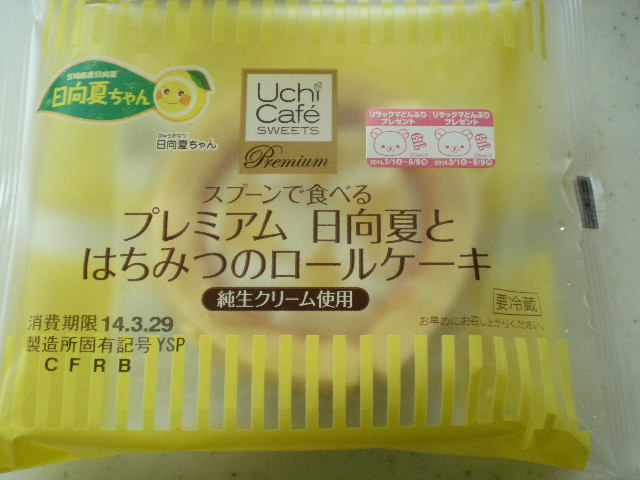 宮崎県産日向夏
日向夏ちゃん
ひゅうがなつ
日向夏ちゃん
Uchi
Café
SWEETS
Premium
リラックマどんぶり
プレゼント
リラックマどんぶり
プレゼント
スプーンで食べる
プレミアム 日向夏と
はちみつのロールケーキ
純生クリーム使用
消費期限 14.3.29
製造所固有記号 YSP
C F R B
要冷蔵
お早めにお召し上がりください。